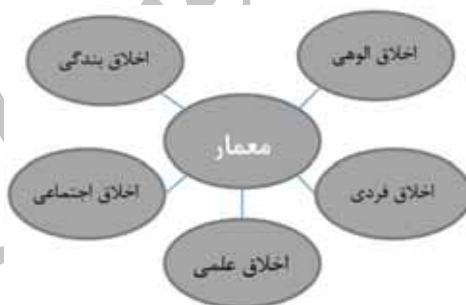 اخلاق الوهی
اخلاق بندگی
معمار
اخلاق فردی
اخلاق اجتماعی
اخلاق علمی